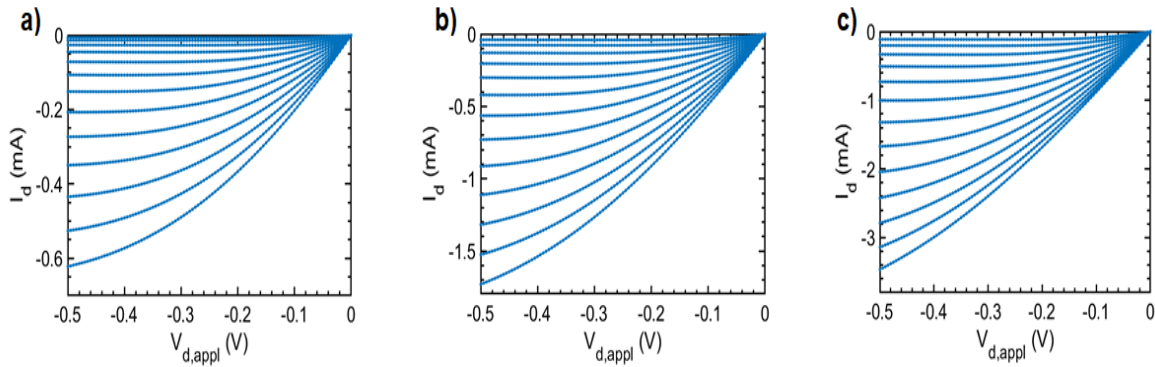 a)
0
-0.2
-0.4
-0.6
I_d (mA)
-0.5 -0.4 -0.3 -0.2 -0.1 0
V_d,appl (V)
b)
0
-0.5
-1
-1.5
I_d (mA)
-0.5 -0.4 -0.3 -0.2 -0.1 0
V_d,appl (V)
c)
0
-1
-2
-3
I_d (mA)
-0.5 -0.4 -0.3 -0.2 -0.1 0
V_d,appl (V)